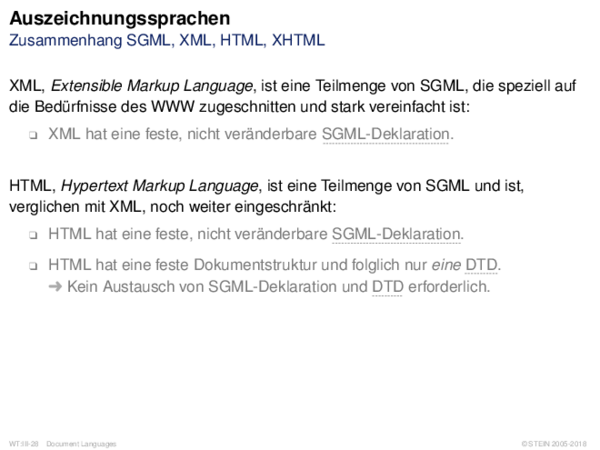 Auszeichnungssprachen
Zusammenhang SGML, XML, HTML, XHTML
XML, Extensible Markup Language, ist eine Teilmenge von SGML, die speziell auf
die Bedürfnisse des WWW zugeschnitten und stark vereinfacht ist:
❑ XML hat eine feste, nicht veränderbare SGML-Deklaration.
HTML, Hypertext Markup Language, ist eine Teilmenge von SGML und ist,
verglichen mit XML, noch weiter eingeschränkt:
❑ HTML hat eine feste, nicht veränderbare SGML-Deklaration.
❑ HTML hat eine feste Dokumentstruktur und folglich nur eine DTD.
➜ Kein Austausch von SGML-Deklaration und DTD erforderlich.
WT:III-28 Document Languages © STEIN 2005-2018